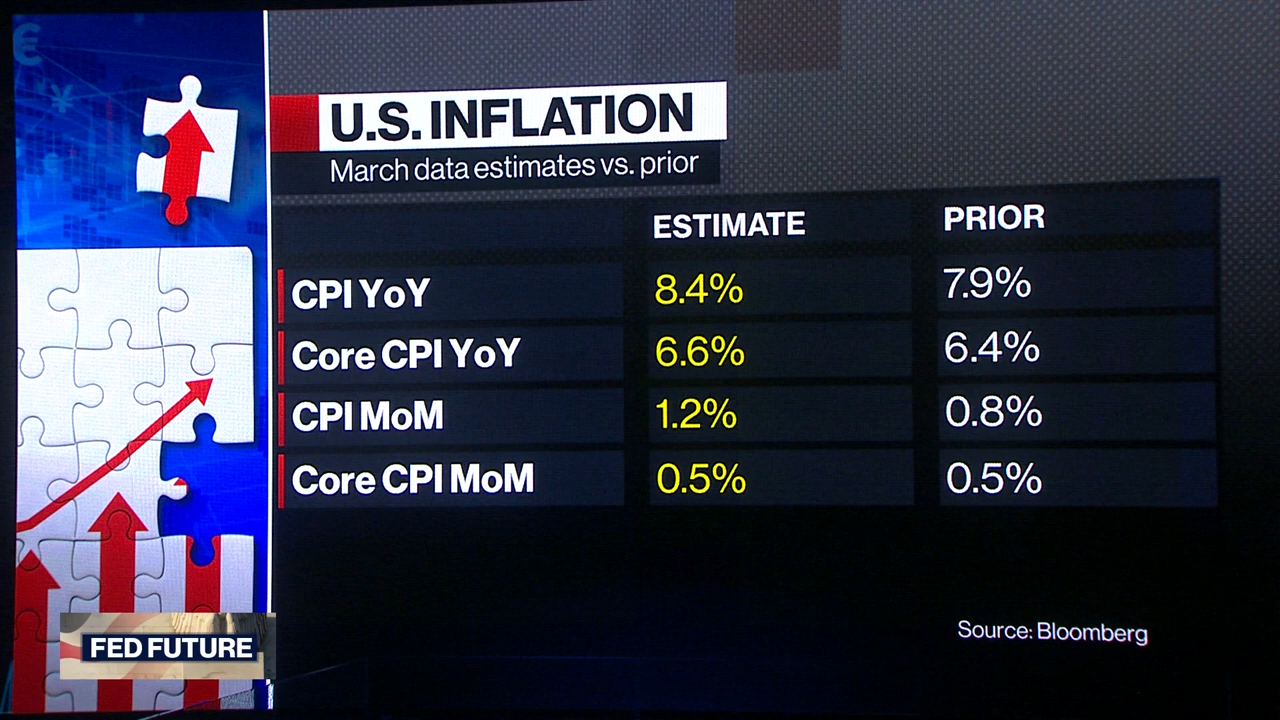 €
¥
U.S. INFLATION
March data estimates vs. prior
ESTIMATE PRIOR
CPI YoY 8.4% 7.9%
Core CPI YoY 6.6% 6.4%
CPI MoM 1.2% 0.8%
Core CPI MoM 0.5% 0.5%
Source: Bloomberg
FED FUTURE